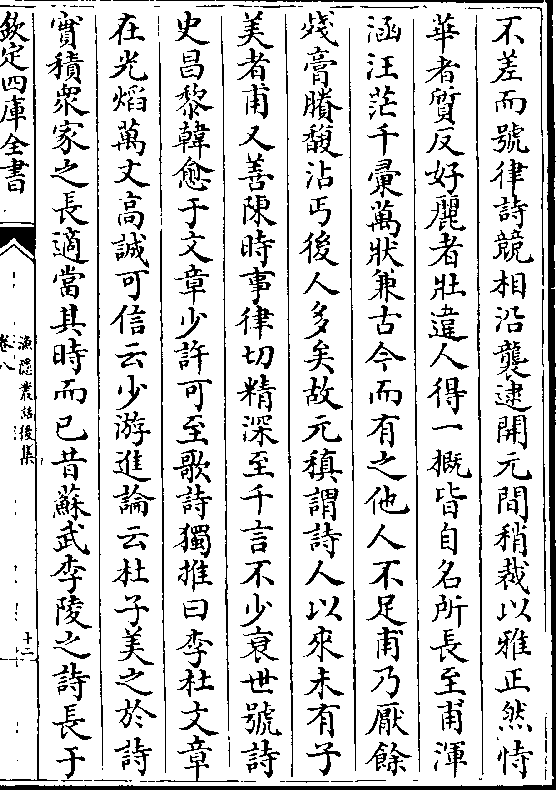 不差而號律詩競相沿襲逮開元間稍裁以雅正然恃
華者質反好麗者壯違人得一概皆自名所長至甫渾
涵汪茫千彙萬狀兼古今而有之他人不足甫乃厭餘
殘膏賸馥沾丐後人多矣故元稹謂詩人以來未有子
美者甫又善陳時事律切精深至千言不少衰世號詩
史昌黎韓愈于文章少許可至歌詩獨推曰李杜文章
在光焰萬丈高誠可信云少游進論云杜子美之於詩
實積衆家之長適當其時而已昔蘇武李陵之詩長于
欽定四庫全書
漁隱叢話後集
卷八
十二